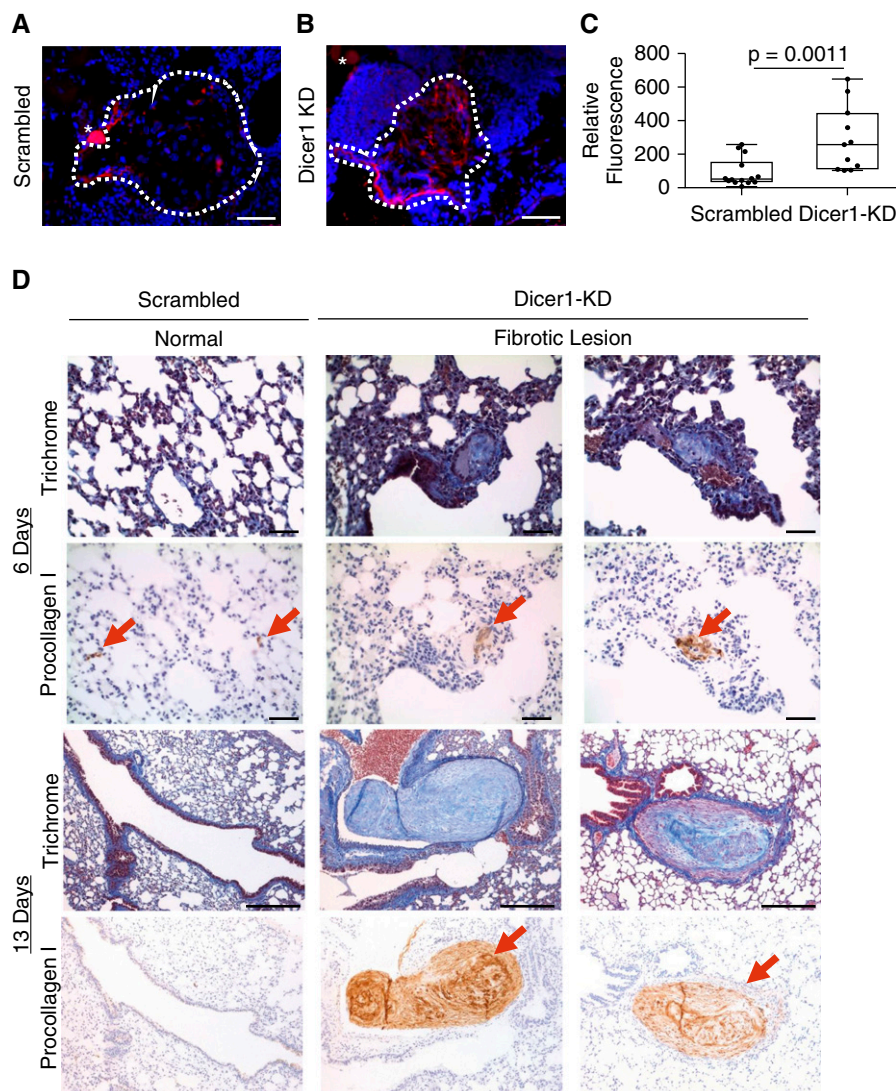 A
Scrambled
*
B
Dicer1 KD
*
C
Relative
Fluorescence
800
600
400
200
0
p = 0.0011
Scrambled Dicer1-KD
D
Scrambled
Dicer1-KD
Normal
Fibrotic Lesion
6 Days
Trichrome
Procollagen I
13 Days
Trichrome
Procollagen I